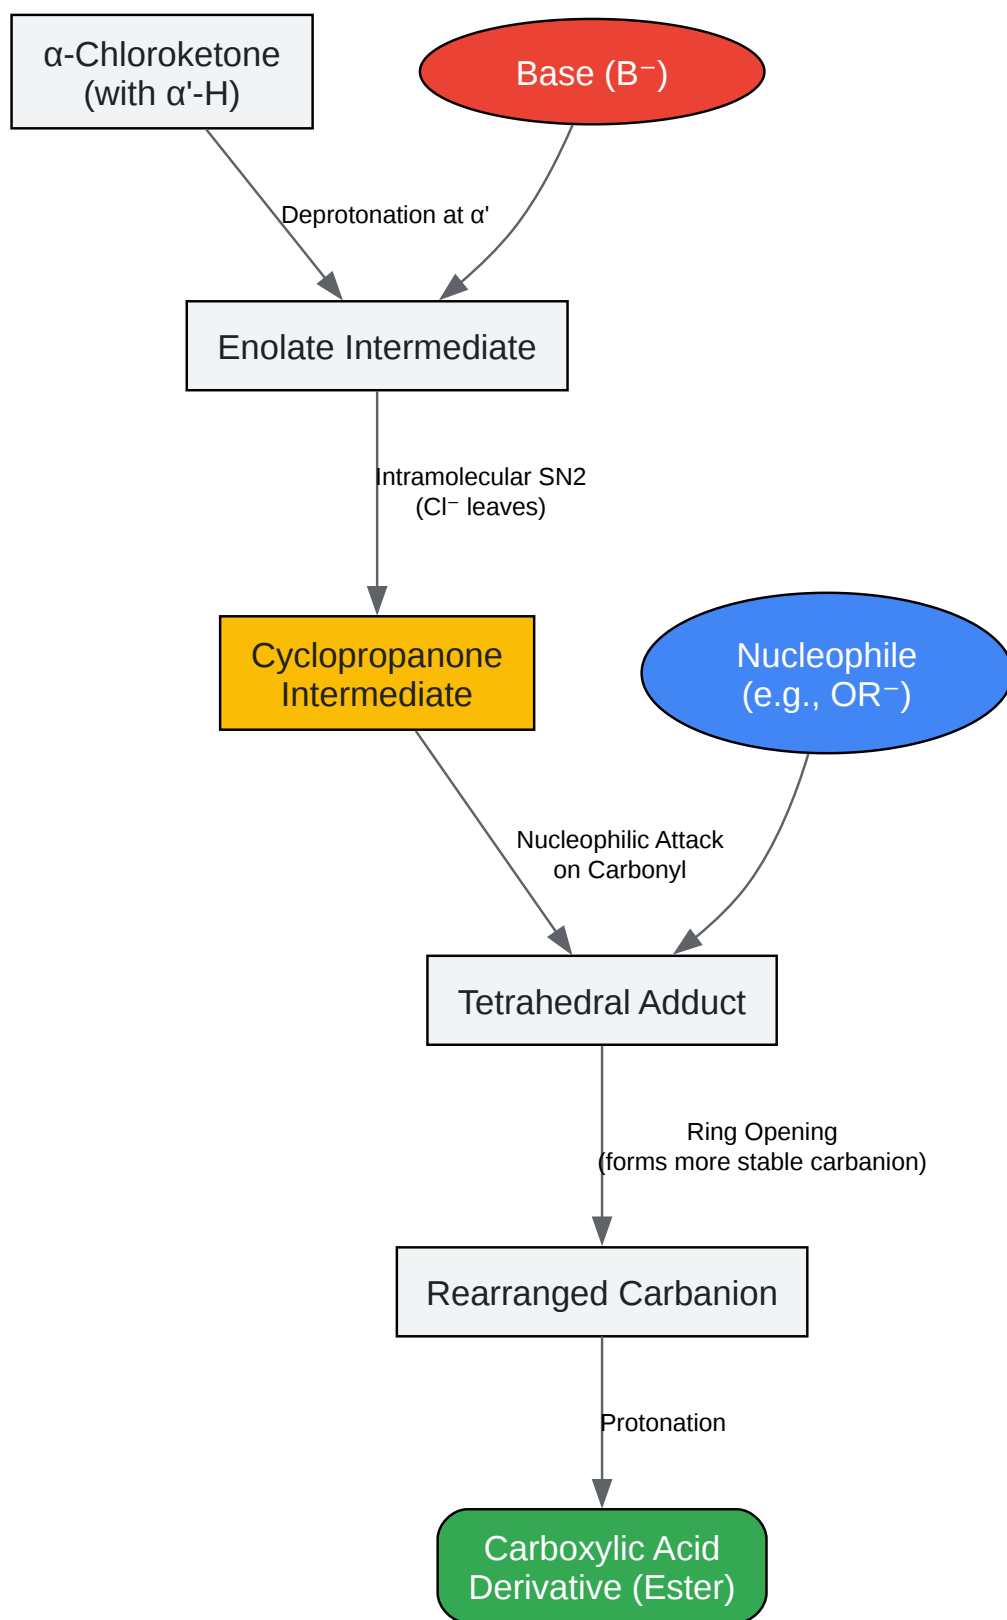 α-Chloroketone
(with α'-H)
Base (B⁻)
Deprotonation at α'
Enolate Intermediate
Intramolecular SN2
(Cl⁻ leaves)
Cyclopropanone
Intermediate
Nucleophile
(e.g., OR⁻)
Nucleophilic Attack
on Carbonyl
Tetrahedral Adduct
Ring Opening
(forms more stable carbanion)
Rearranged Carbanion
Protonation
Carboxylic Acid
Derivative (Ester)